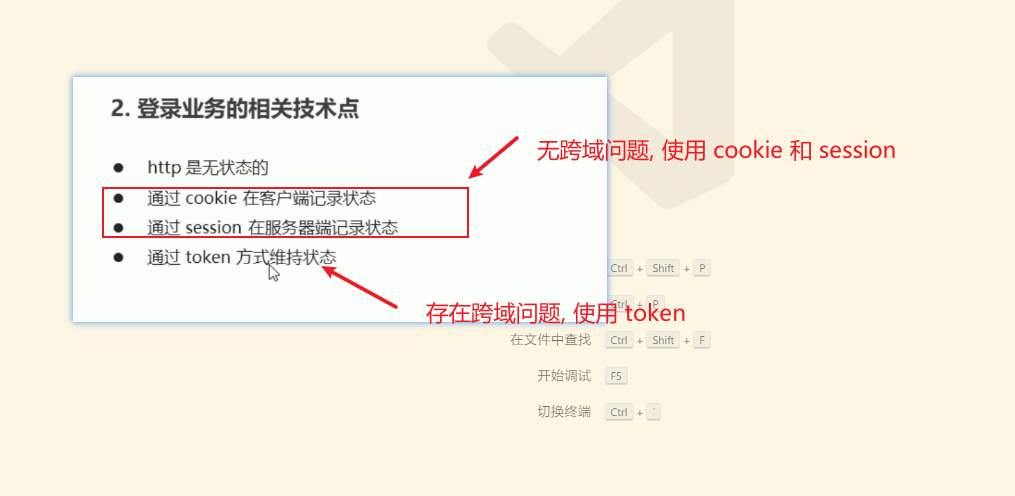 2. 登录业务的相关技术点
● http 是无状态的
● 通过 cookie 在客户端记录状态
● 通过 session 在服务器端记录状态
● 通过 token 方式维持状态
无跨域问题, 使用 cookie 和 session
Ctrl + Shift + P
Ctrl + P
存在跨域问题, 使用 token
在文件中查找 Ctrl + Shift + F
开始调试 F5
切换终端 Ctrl + `